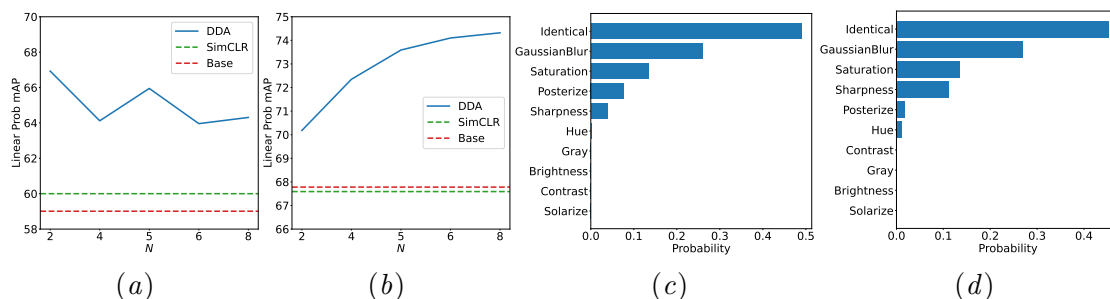 70
68
66
64
62
60
58
Linear Prob mAP
2 4 5 6 8
N
DDA
SimCLR
Base
(a)
75
74
73
72
71
70
69
68
67
66
Linear Prob mAP
2 4 5 6 8
N
DDA
SimCLR
Base
(b)
Identical
GaussianBlur
Saturation
Posterize
Sharpness
Hue
Gray
Brightness
Contrast
Solarize
0.0 0.1 0.2 0.3 0.4 0.5
Probability
(c)
Identical
GaussianBlur
Saturation
Sharpness
Posterize
Hue
Contrast
Gray
Brightness
Solarize
0.0 0.1 0.2 0.3 0.4
Probability
(d)